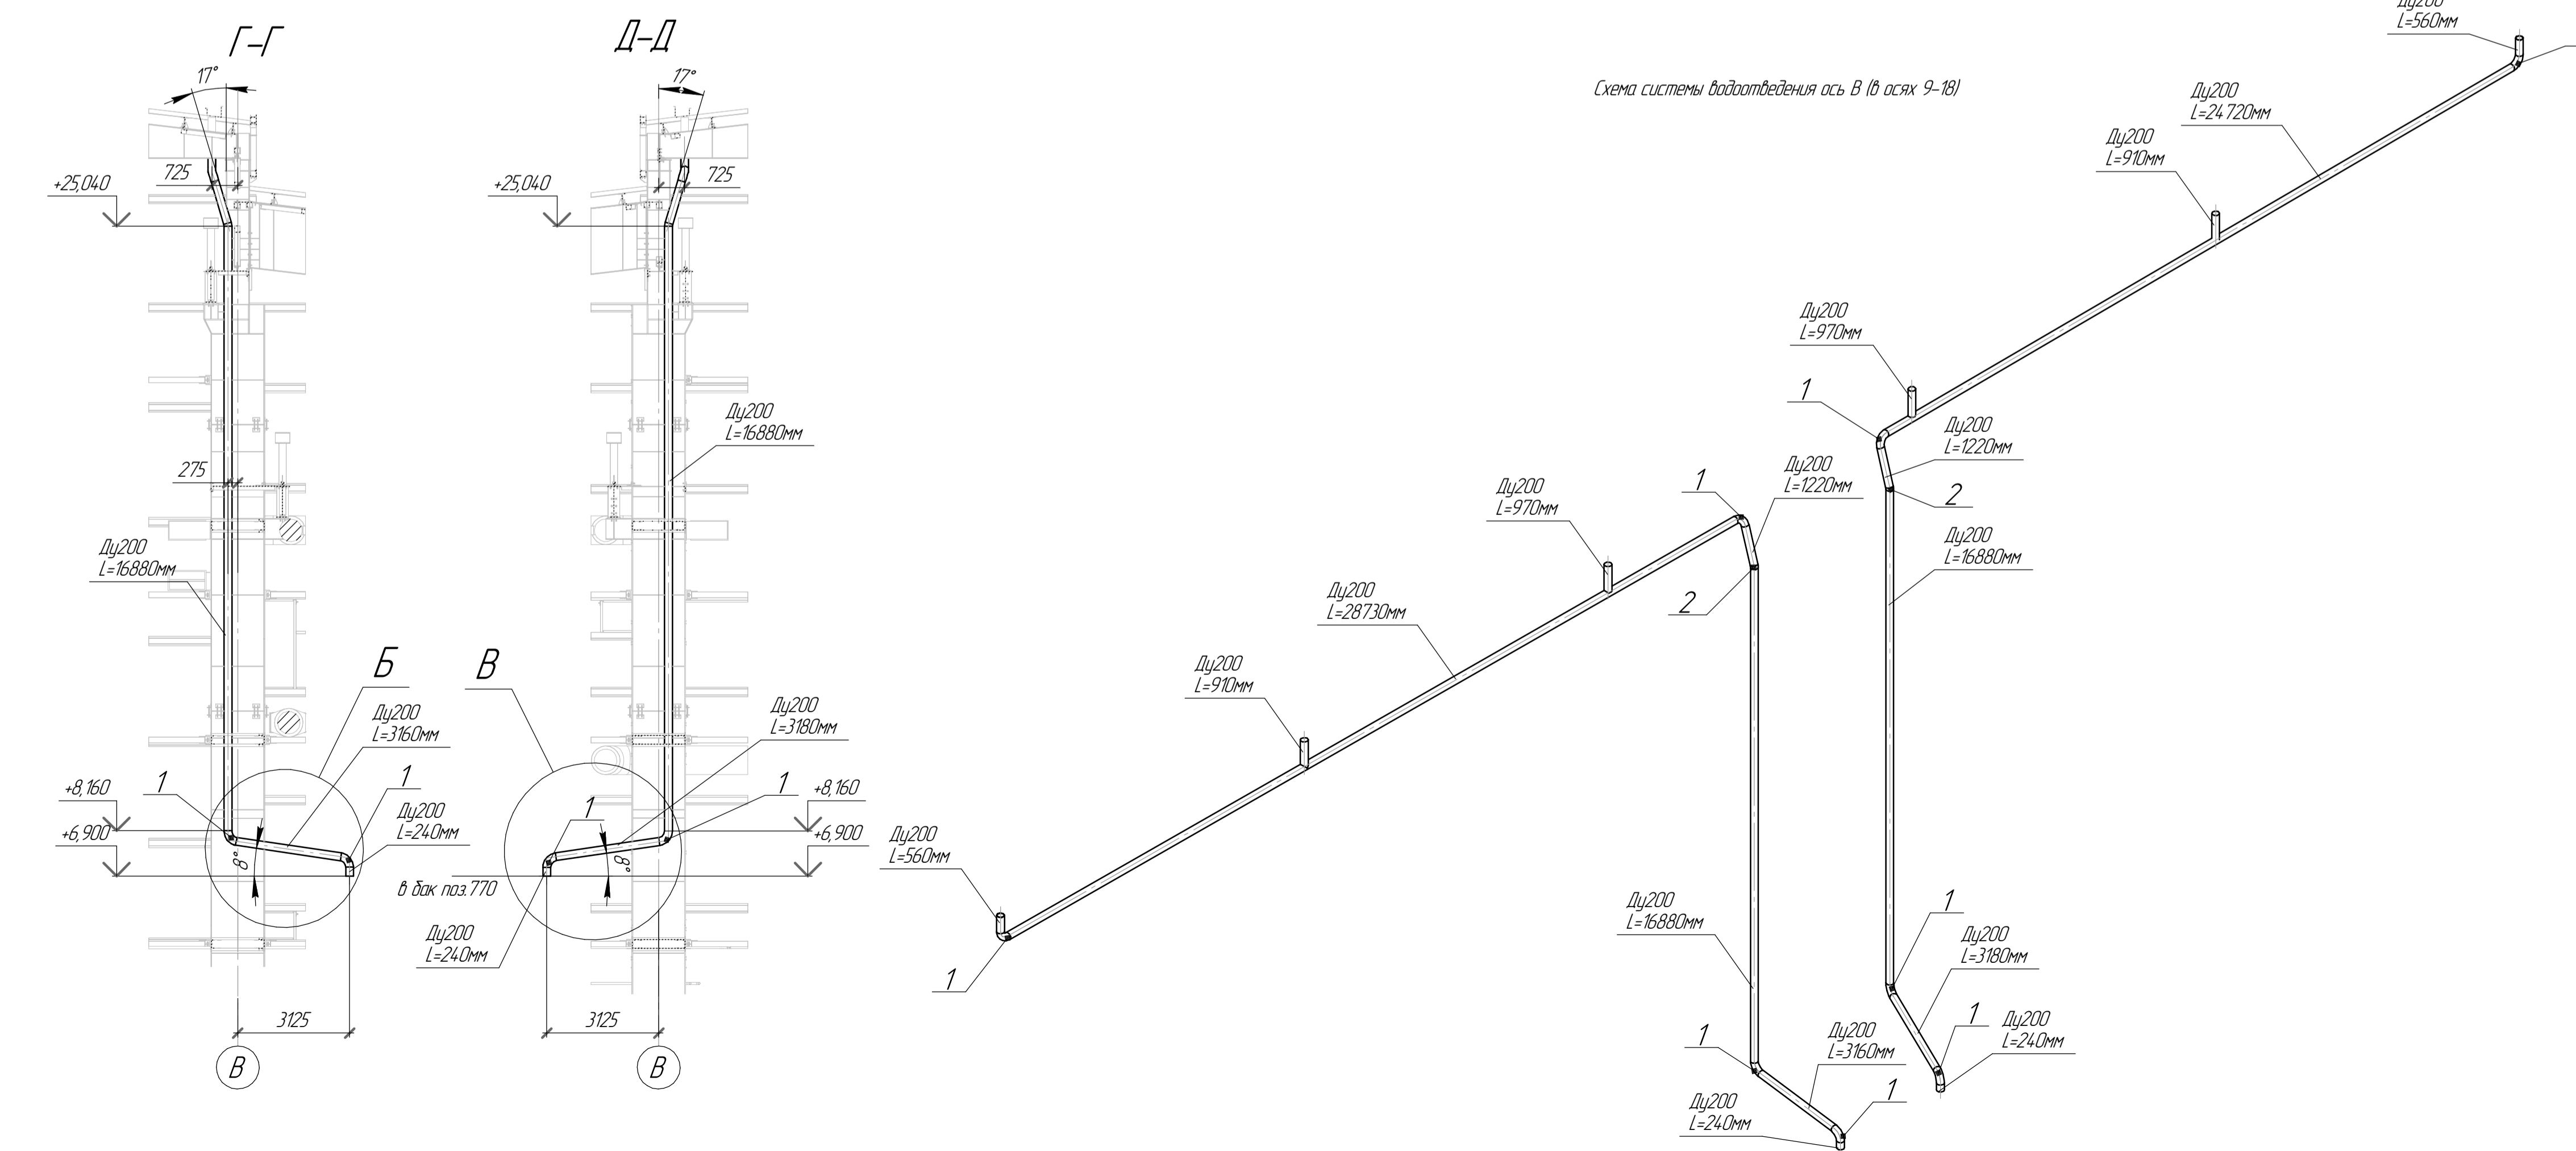 Г-Г
17°
725
+25,040
275
Ду200
L=16880мм
Б
Ду200
L=3160мм
1
1
+8,160
+6,900
Ду200
L=240мм
8°
3125
В
Д-Д
17°
725
+25,040
Ду200
L=16880мм
В
Ду200
L=3180мм
1
1
+8,160
+6,900
8°
в бак поз.770
Ду200
L=240мм
3125
В
Схема системы водоотведения ось В (в осях 9-18)
Ду200
L=560мм
Ду200
L=24720мм
Ду200
L=910мм
Ду200
L=970мм
1
Ду200
L=1220мм
2
Ду200
L=16880мм
1
Ду200
L=3180мм
1
Ду200
L=240мм
1
Ду200
L=1220мм
Ду200
L=970мм
2
Ду200
L=28730мм
Ду200
L=910мм
Ду200
L=560мм
1
Ду200
L=16880мм
1
Ду200
L=3160мм
1
Ду200
L=240мм